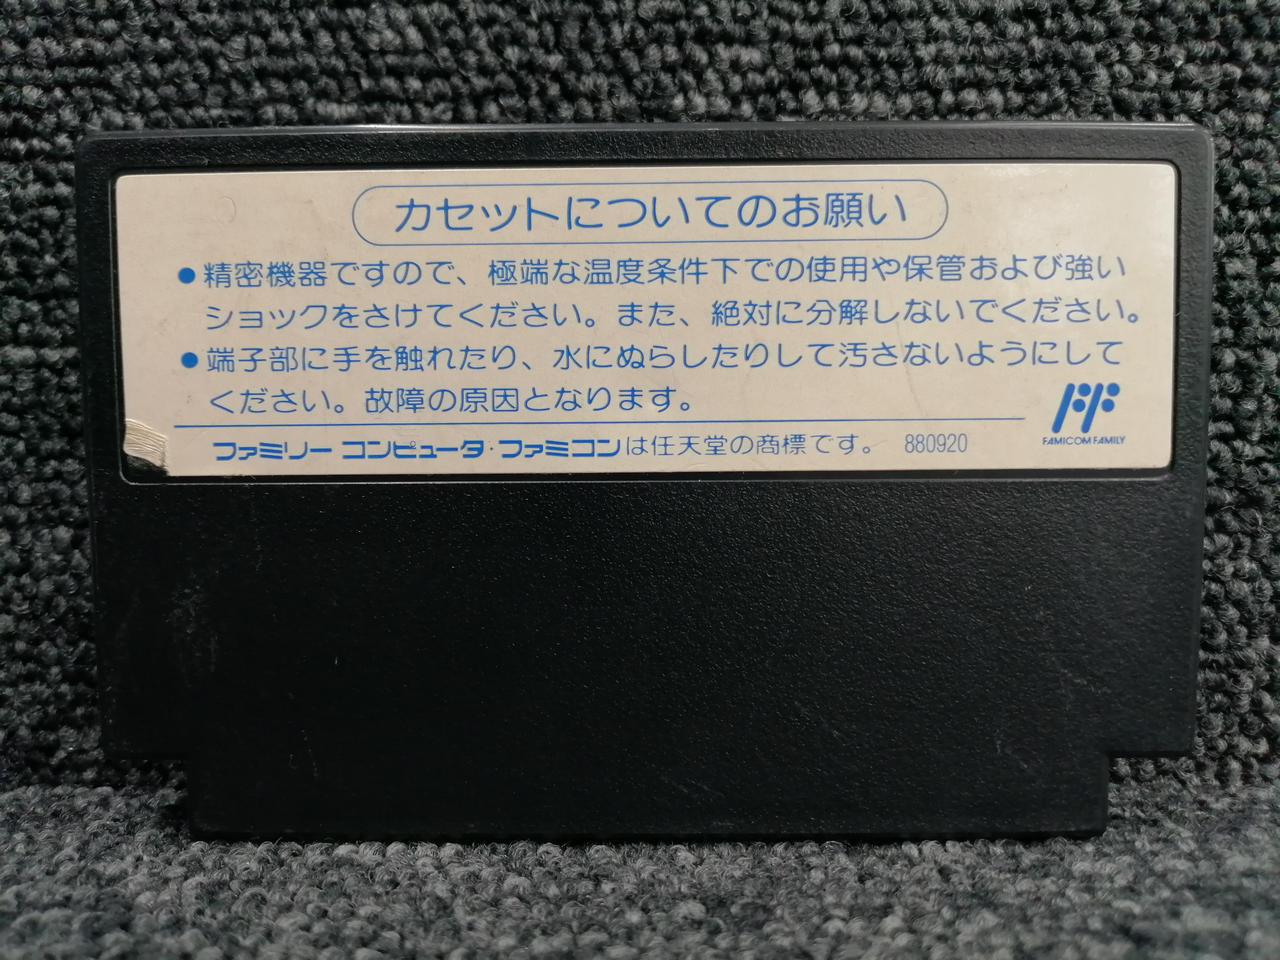 カセットについてのお願い
●精密機器ですので、極端な温度条件下での使用や保管および強い
ショックをさけてください。また、絶対に分解しないでください。
●端子部に手を触れたり、水にぬらしたりして汚さないようにして
ください。故障の原因となります。
FF
FAMICOM FAMILY
ファミリーコンピュータ・ファミコンは任天堂の商標です。 880920